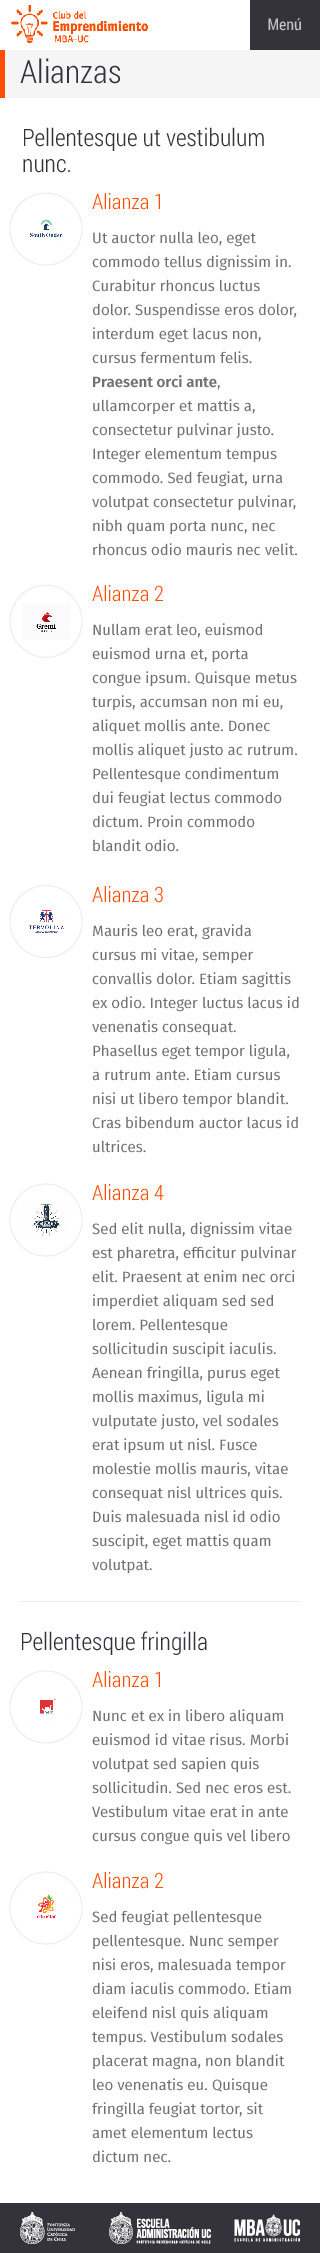 Club del
Emprendimiento
MBA-UC
Menú
Alianzas
Pellentesque ut vestibulum
nunc.
Alianza 1
Ut auctor nulla leo, eget
commodo tellus dignissim in.
Curabitur rhoncus luctus
dolor. Suspendisse eros dolor,
interdum eget lacus non,
cursus fermentum felis.
Praesent orci ante,
ullamcorper et mattis a,
consectetur pulvinar justo.
Integer elementum tempus
commodo. Sed feugiat, urna
volutpat consectetur pulvinar,
nibh quam porta nunc, nec
rhoncus odio mauris nec velit.
Alianza 2
Nullam erat leo, euismod
euismod urna et, porta
congue ipsum. Quisque metus
turpis, accumsan non mi eu,
aliquet mollis ante. Donec
mollis aliquet justo ac rutrum.
Pellentesque condimentum
dui feugiat lectus commodo
dictum. Proin commodo
blandit odio.
TERVOLINA
Alianza 3
Mauris leo erat, gravida
cursus mi vitae, semper
convallis dolor. Etiam sagittis
ex odio. Integer luctus lacus id
venenatis consequat.
Phasellus eget tempor ligula,
a rutrum ante. Etiam cursus
nisi ut libero tempor blandit.
Cras bibendum auctor lacus id
ultrices.
Alianza 4
Sed elit nulla, dignissim vitae
est pharetra, efficitur pulvinar
elit. Praesent at enim nec orci
imperdiet aliquam sed sed
lorem. Pellentesque
sollicitudin suscipit iaculis.
Aenean fringilla, purus eget
mollis maximus, ligula mi
vulputate justo, vel sodales
erat ipsum ut nisl. Fusce
molestie mollis mauris, vitae
consequat nisl ultrices quis.
Duis malesuada nisl id odio
suscipit, eget mattis quam
volutpat.
Pellentesque fringilla
Alianza 1
Nunc et ex in libero aliquam
euismod id vitae risus. Morbi
volutpat sed sapien quis
sollicitudin. Sed nec eros est.
Vestibulum vitae erat in ante
cursus congue quis vel libero
Alianza 2
Sed feugiat pellentesque
pellentesque. Nunc semper
nisi eros, malesuada tempor
diam iaculis commodo. Etiam
eleifend nisl quis aliquam
tempus. Vestibulum sodales
placerat magna, non blandit
leo venenatis eu. Quisque
fringilla feugiat tortor, sit
amet elementum lectus
dictum nec.
PONTIFICIA
UNIVERSIDAD
CATÓLICA
DE CHILE
ESCUELA
ADMINISTRACIÓN UC
PONTIFICIA UNIVERSIDAD CATÓLICA DE CHILE
MBA UC
ESCUELA DE ADMINISTRACIÓN